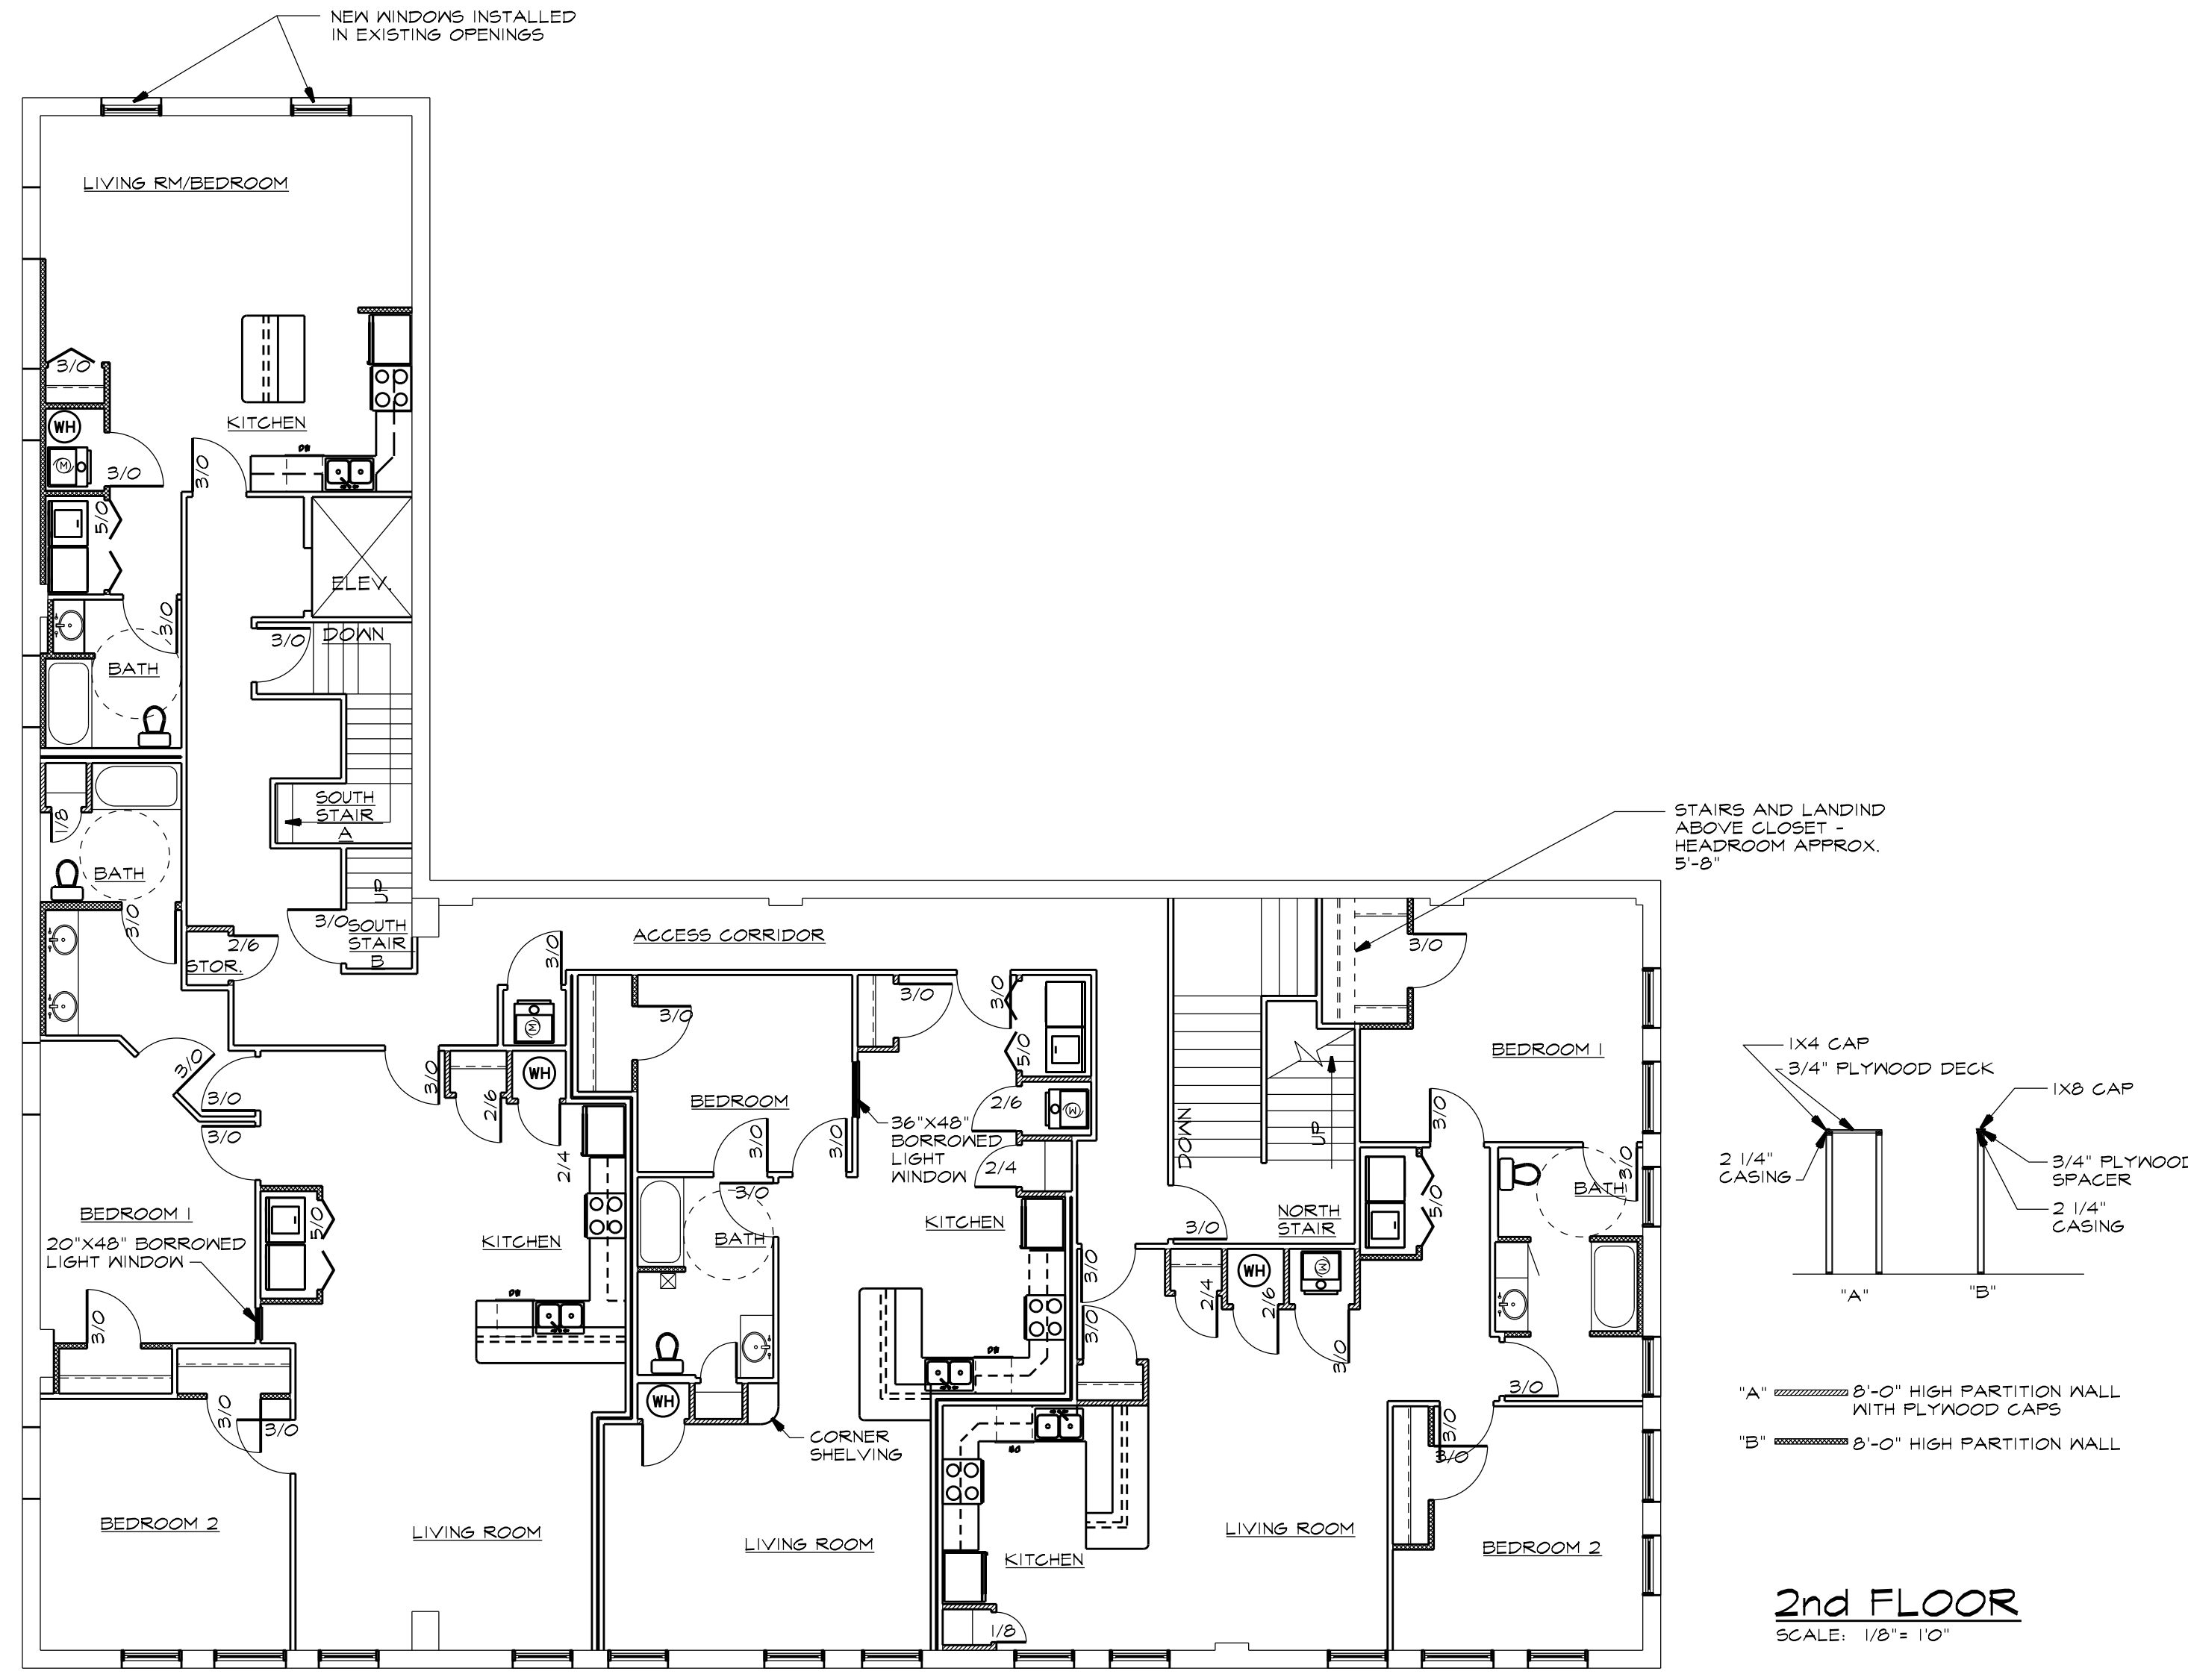 NEW WINDOWS INSTALLED
IN EXISTING OPENINGS
LIVING RM/BEDROOM
3/0
KITCHEN
WH
DW
3/0
3/0
M
5/0
ELEV.
3/0
3/0
DOWN
BATH
SOUTH
STAIR
A
1/8
BATH
UP
3/0
3/0
SOUTH
STAIR
B
2/6
STOR.
ACCESS CORRIDOR
3/0
STAIRS AND LANDIND
ABOVE CLOSET -
HEADROOM APPROX.
5'-8"
3/0
3/0
3/0
3/0
M
5/0
BEDROOM 1
3/0
3/0
3/0
2/6
WH
BEDROOM
2/6
M
36"X48"
BORROWED
LIGHT
WINDOW
3/0
3/0
2/4
2/4
DOWN
UP
3/0
3/0
BATH
5/0
3/0
BEDROOM 1
20"X48" BORROWED
LIGHT WINDOW
5/0
KITCHEN
3/0
BATH
KITCHEN
3/0
NORTH
STAIR
3/0
3/0
2/4
WH
2/6
M
3/0
DW
DW
3/0
3/0
3/0
WH
CORNER
SHELVING
3/0
3/0
3/0
DW
BEDROOM 2
LIVING ROOM
LIVING ROOM
KITCHEN
LIVING ROOM
BEDROOM 2
1/8
1X4 CAP
3/4" PLYWOOD DECK
1X8 CAP
2 1/4"
CASING
3/4" PLYWOOD
SPACER
2 1/4"
CASING
"A"
"B"
"A" 8'-0" HIGH PARTITION WALL
WITH PLYWOOD CAPS
"B" 8'-0" HIGH PARTITION WALL
2nd FLOOR
SCALE: 1/8"= 1'0"